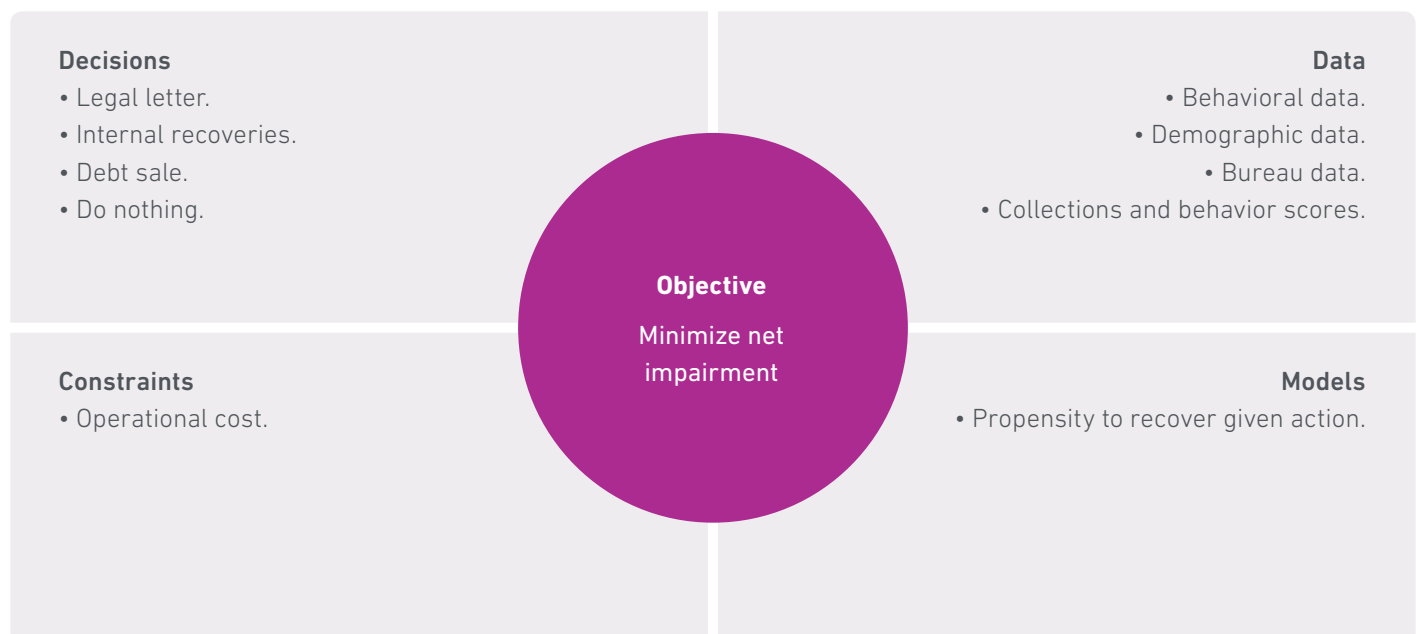 Decisions
• Legal letter.
• Internal recoveries.
• Debt sale.
• Do nothing.
Data
• Behavioral data.
• Demographic data.
• Bureau data.
• Collections and behavior scores.
Objective
Minimize net
impairment
Constraints
• Operational cost.
Models
• Propensity to recover given action.